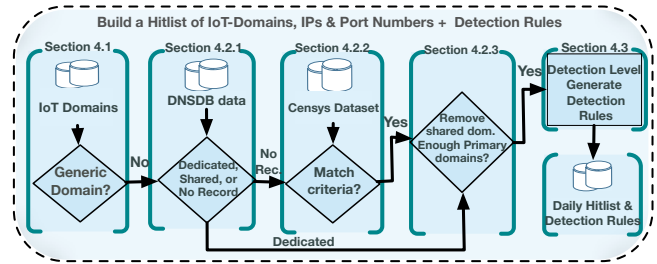 Build a Hitlist of IoT-Domains, IPs & Port Numbers + Detection Rules
Section 4.1
IoT Domains
Generic
Domain?
No
Section 4.2.1
DNSDB data
Dedicated,
Shared, or
No Record
No
Rec.
Dedicated
Section 4.2.2
Censys Dataset
Match
criteria?
Yes
Section 4.2.3
Remove
shared dom.
Enough Primary
domains?
Yes
Section 4.3
Detection Level
Generate
Detection
Rules
Daily Hitlist &
Detection Rules